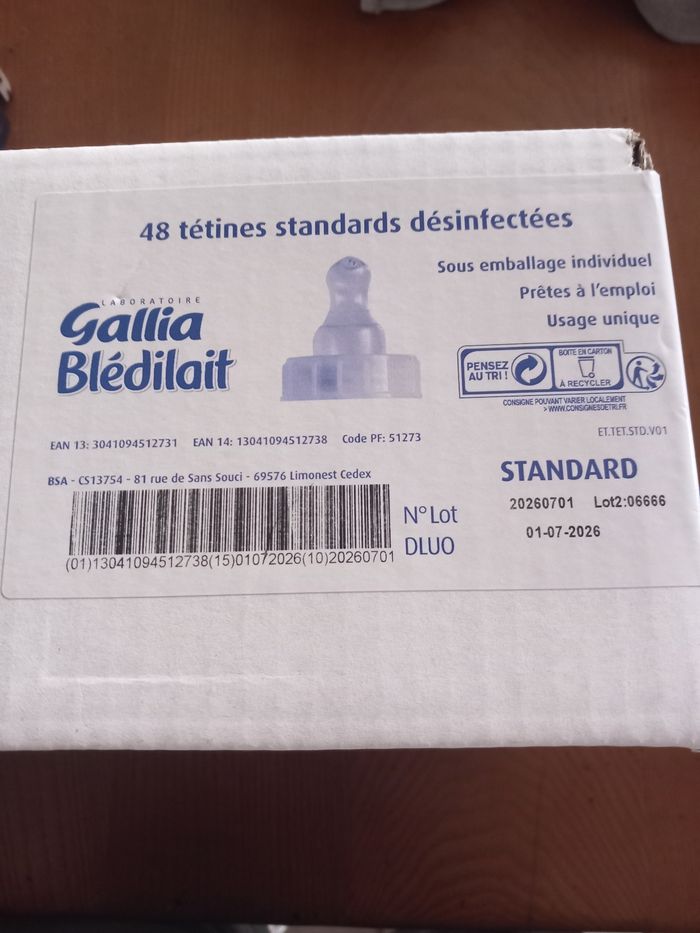 48 tétines standards désinfectées
Sous emballage individuel
Prêtes à l'emploi
Usage unique
LABORATOIRE
Gallia
Blédilait
PENSEZ
AU TRI !
BOITE EN CARTON
À RECYCLER
CONSIGNE POUVANT VARIER LOCALEMENT
> WWW.CONSIGNESDETRI.FR
EAN 13: 3041094512731 EAN 14: 13041094512738 Code PF: 51273
ET.TET.STD.V01
BSA - CS13754 - 81 rue de Sans Souci - 69576 Limonest Cedex
STANDARD
N° Lot 20260701 Lot2:06666
DLUO 01-07-2026
(01)13041094512738(15)01072026(10)20260701